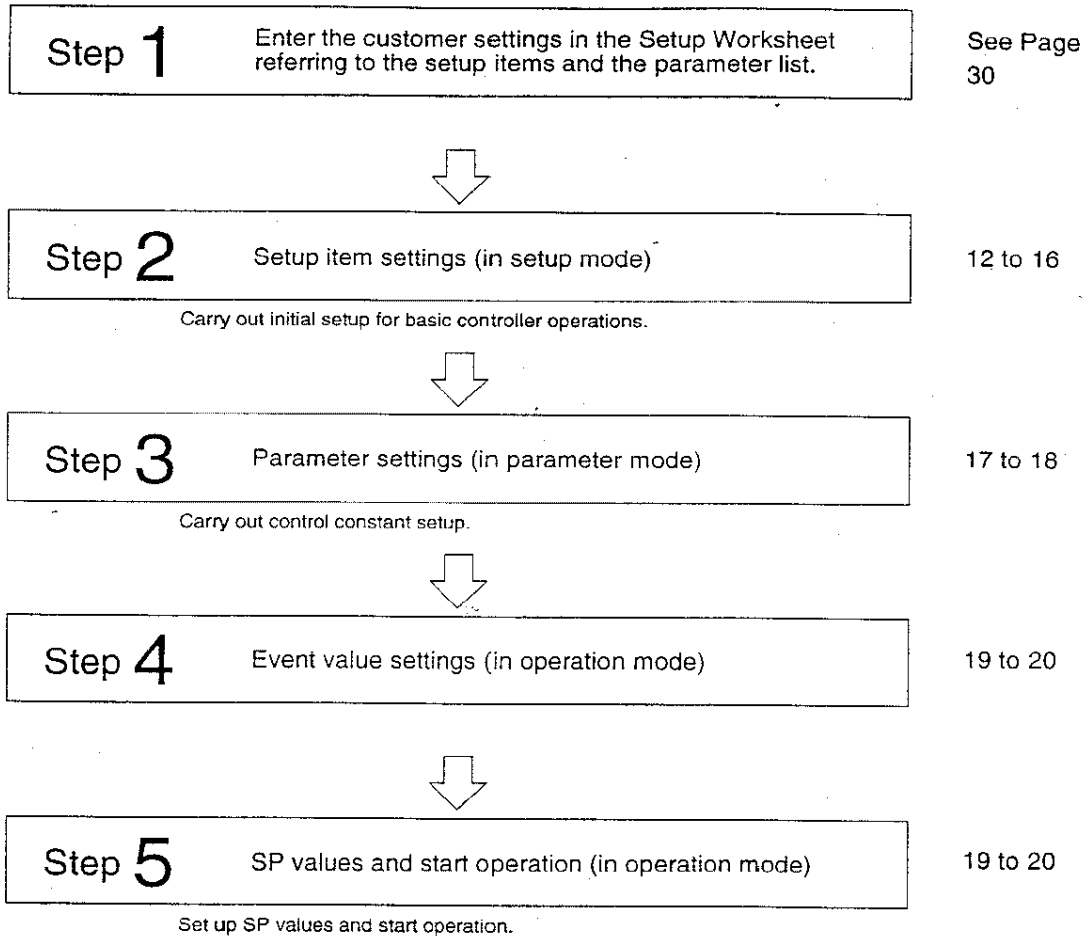 Step 1 Enter the customer settings in the Setup Worksheet
referring to the setup items and the parameter list.
See Page
30
Step 2 Setup item settings (in setup mode) 12 to 16
Carry out initial setup for basic controller operations.
Step 3 Parameter settings (in parameter mode) 17 to 18
Carry out control constant setup.
Step 4 Event value settings (in operation mode) 19 to 20
Step 5 SP values and start operation (in operation mode) 19 to 20
Set up SP values and start operation.